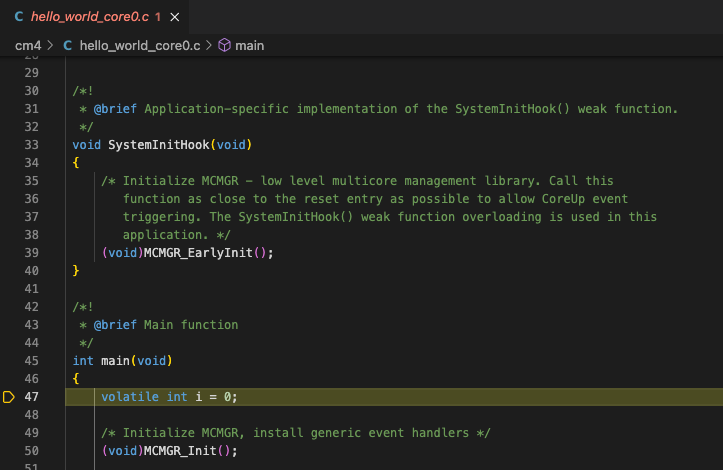 C hello_world_core0.c 1 ×
cm4 > C hello_world_core0.c > main
28
29
30 /*!
31  * @brief Application-specific implementation of the SystemInitHook() weak function.
32  */
33 void SystemInitHook(void)
34 {
35     /* Initialize MCMGR - low level multicore management library. Call this
36        function as close to the reset entry as possible to allow CoreUp event
37        triggering. The SystemInitHook() weak function overloading is used in this
38        application. */
39     (void)MCMGR_EarlyInit();
40 }
41
42 /*!
43  * @brief Main function
44  */
45 int main(void)
46 {
47     volatile int i = 0;
48
49     /* Initialize MCMGR, install generic event handlers */
50     (void)MCMGR_Init();
51